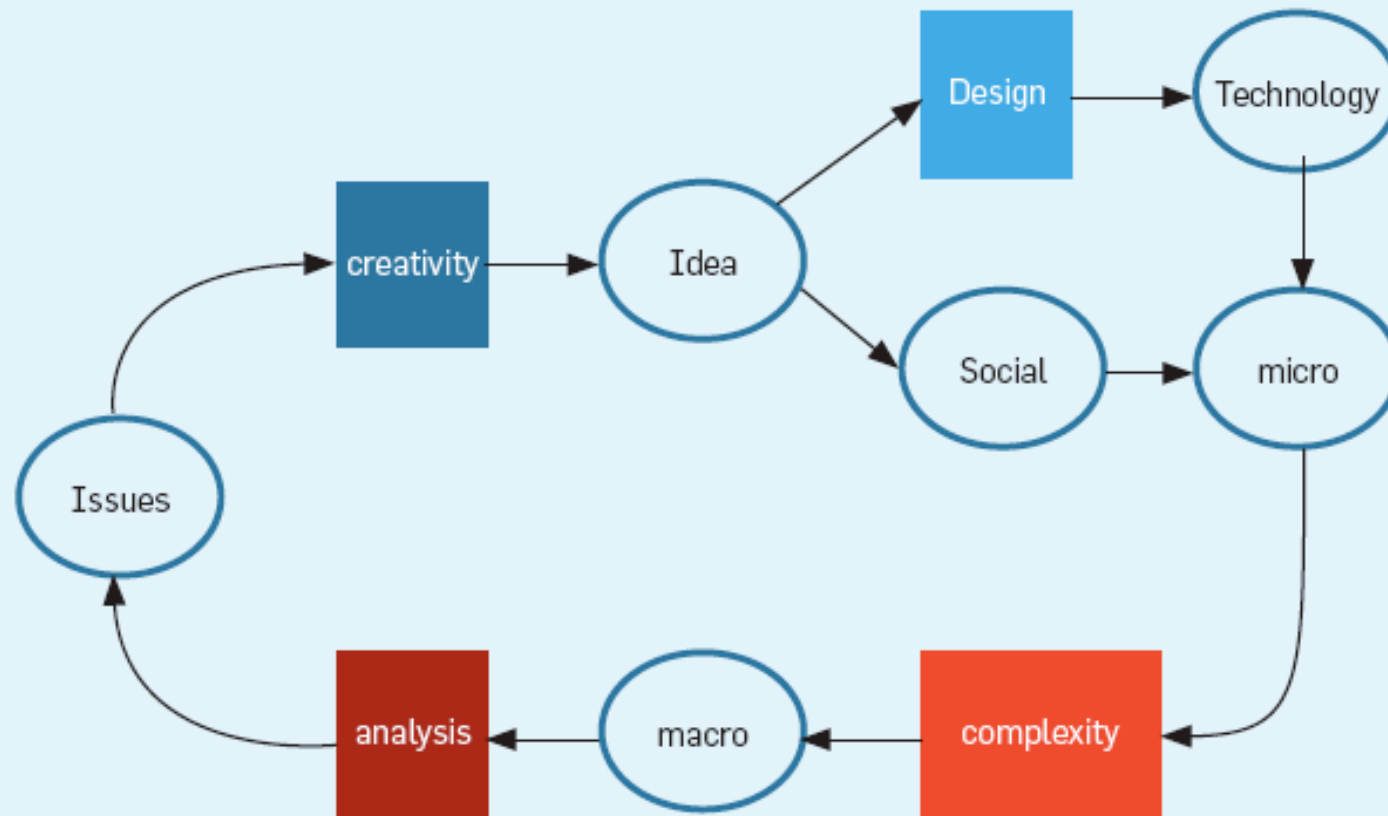 Design
Technology
creativity
Idea
Social
micro
Issues
analysis
macro
complexity